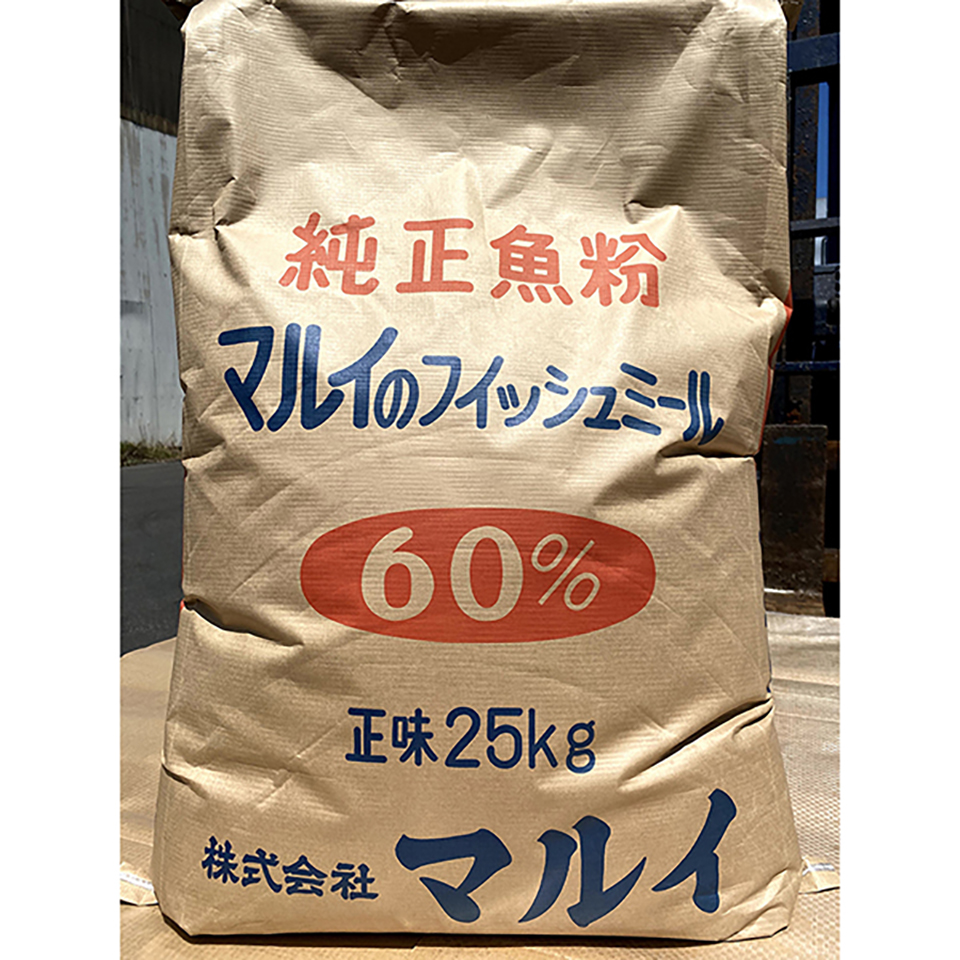 純正魚粉
マルイのフィッシュミール
60%
正味25kg
株式会社 マルイ